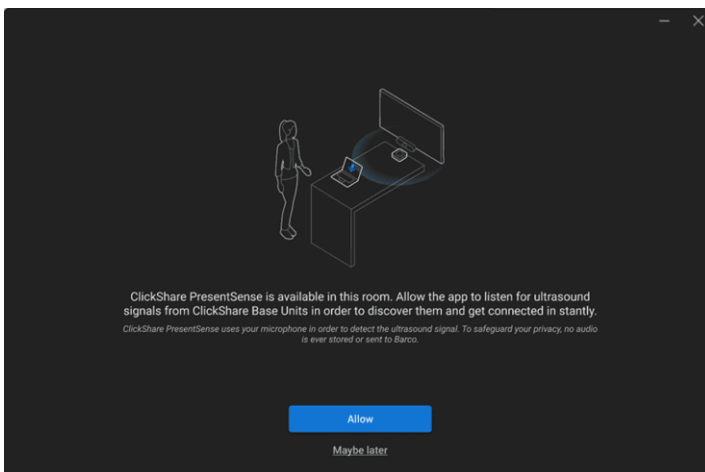 ClickShare PresentSense is available in this room. Allow the app to listen for ultrasound
signals from ClickShare Base Units in order to discover them and get connected in stantly.
ClickShare PresentSense uses your microphone in order to detect the ultrasound signal. To safeguard your privacy, no audio
is ever stored or sent to Barco.
Allow
Maybe later